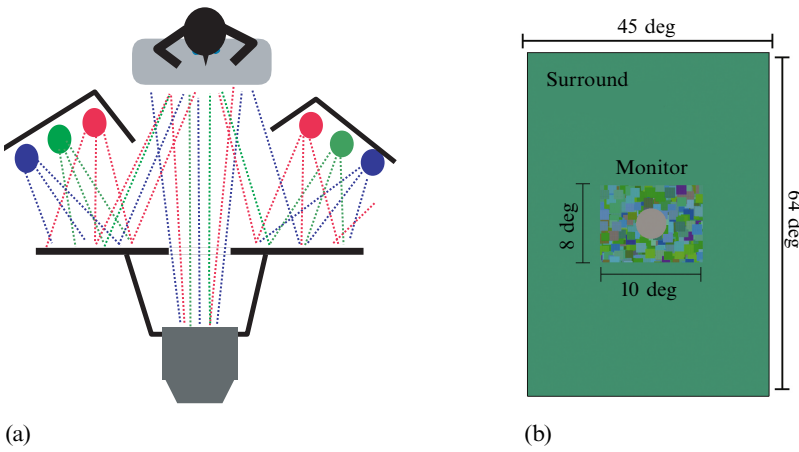 45 deg
Surround
Monitor
8 deg
64 deg
10 deg
(a)
(b)